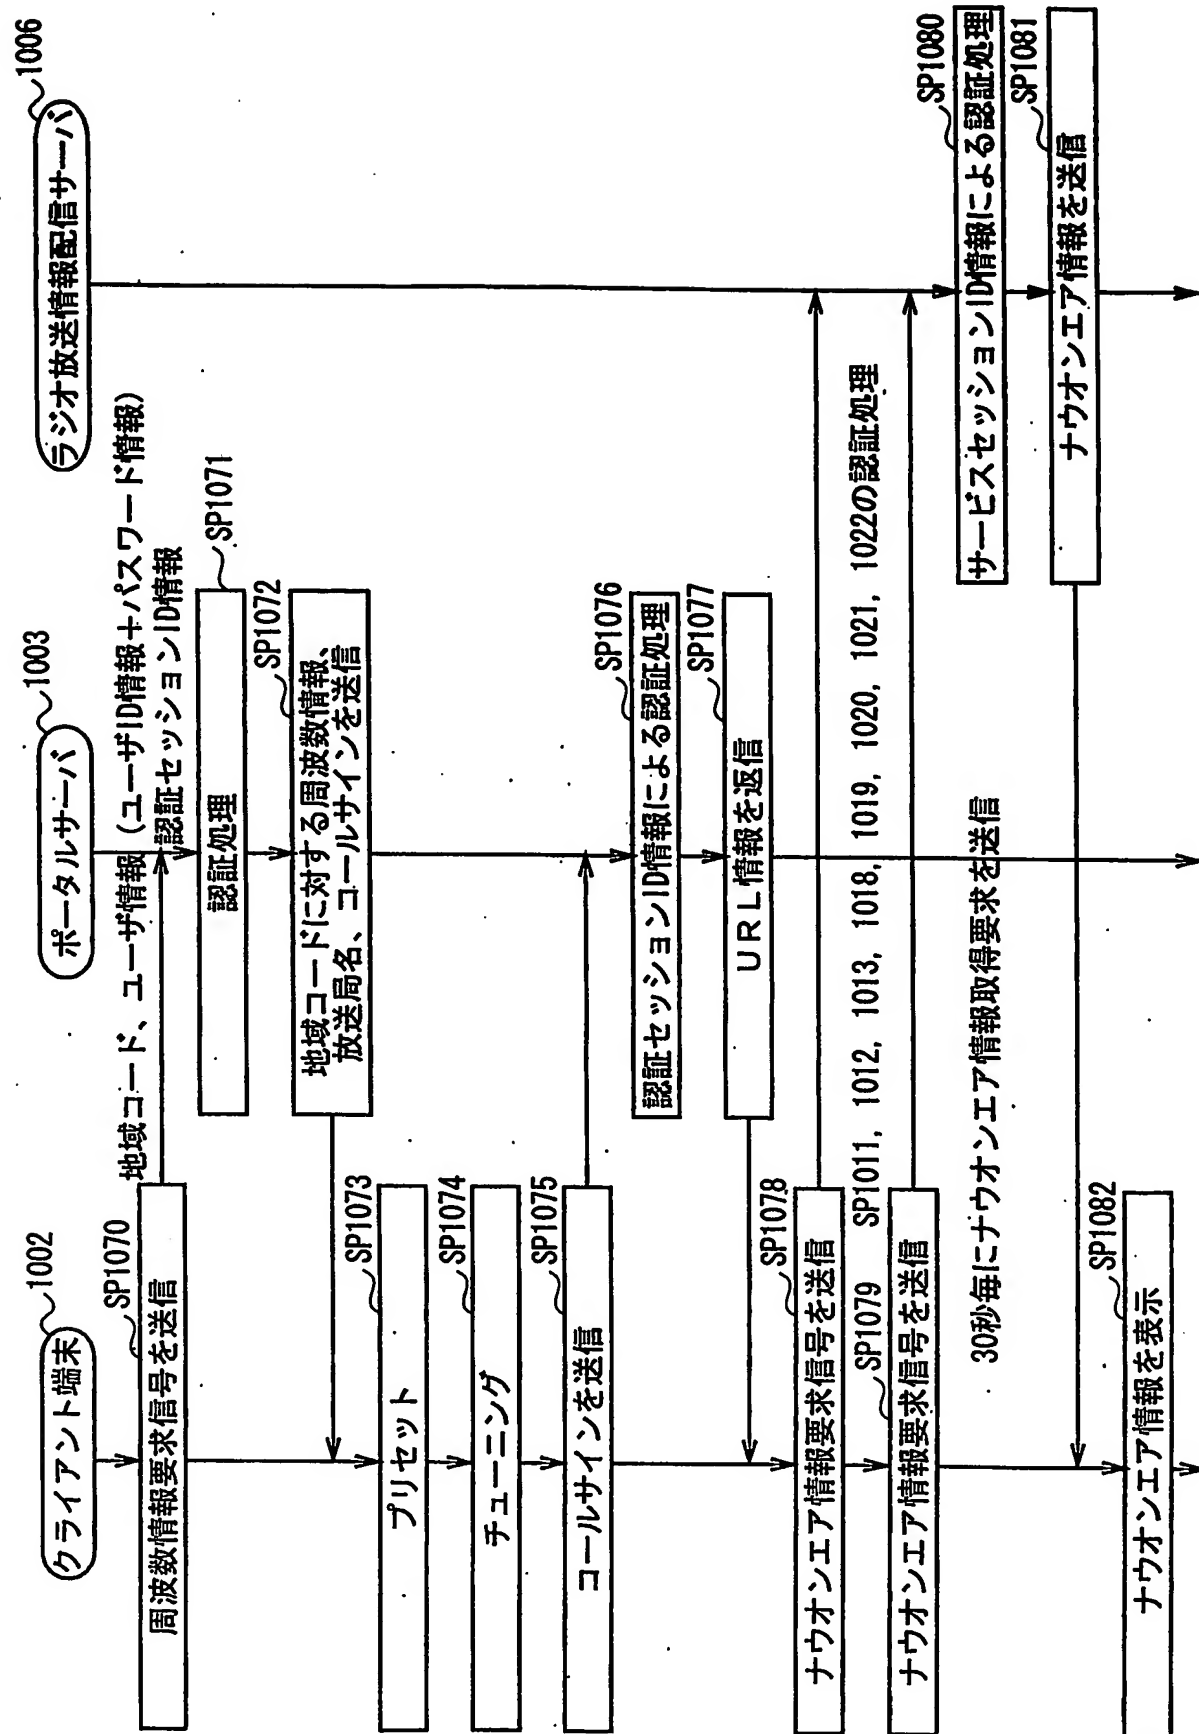 クライアント端末
1002
ポータルサーバ
1003
ラジオ放送情報配信サーバ
1006
SP1070
周波数情報要求信号を送信
地域コード、ユーザ情報(ユーザID情報+パスワード情報)
認証セッションID情報
SP1071
認証処理
SP1072
地域コードに対する周波数情報、
放送局名、コールサインを送信
SP1073
プリセット
SP1074
チューニング
SP1075
コールサインを送信
SP1076
認証セッションID情報による認証処理
SP1077
URL情報を返信
SP1078
ナウオンエア情報要求信号を送信
SP1011, 1012, 1013, 1018, 1019, 1020, 1021, 1022の認証処理
SP1079
ナウオンエア情報要求信号を送信
SP1080
サービスセッションID情報による認証処理
30秒毎にナウオンエア情報取得要求を送信
SP1081
ナウオンエア情報を送信
SP1082
ナウオンエア情報を表示